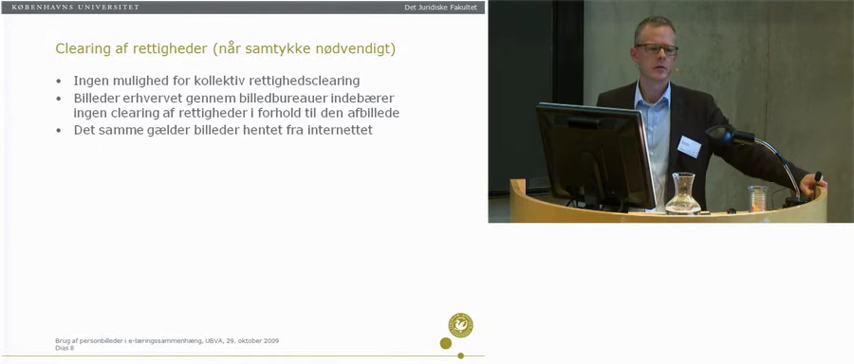 KØBENHAVNS UNIVERSITET
Det Juridiske Fakultet
Clearing af rettigheder (når samtykke nødvendigt)
• Ingen mulighed for kollektiv rettighedsclearing
• Billeder erhvervet gennem billedbureauer indebærer
ingen clearing af rettigheder i forhold til den afbillede
• Det samme gælder billeder hentet fra internettet
Brug af personbilleder i e-læringssammenhæng, UBVA, 29. oktober 2009
Dias 8